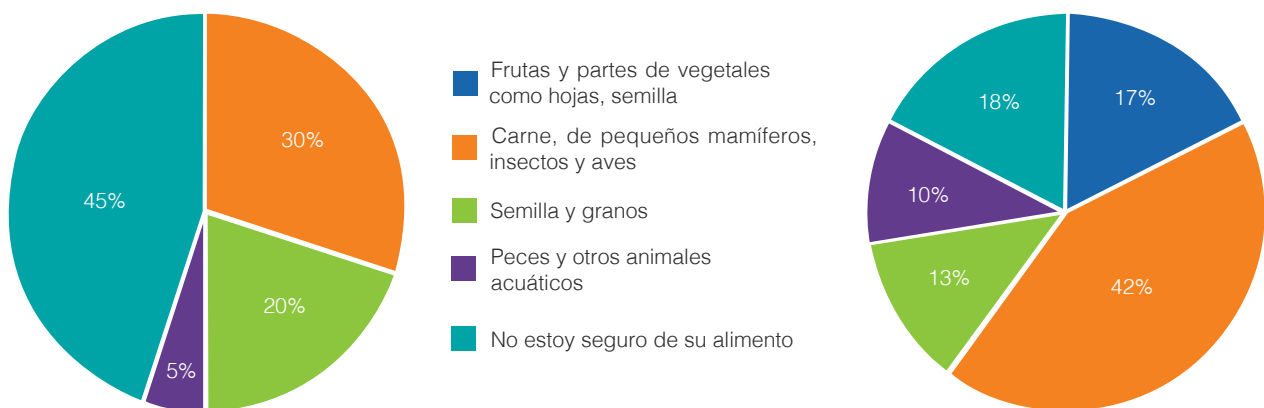 30%
45%
20%
5%
Frutas y partes de vegetales
como hojas, semilla
Carne, de pequeños mamíferos,
insectos y aves
Semilla y granos
Peces y otros animales
acuáticos
No estoy seguro de su alimento
18%
17%
10%
13%
42%